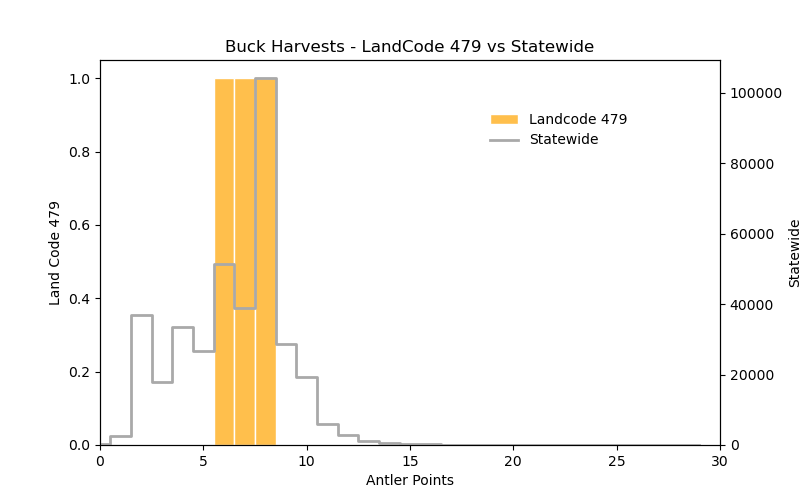 Buck Harvests - LandCode 479 vs Statewide
Land Code 479
1.0
0.8
0.6
0.4
0.2
0.0
Landcode 479
Statewide
100000
80000
60000
40000
20000
0
Statewide
0 5 10 15 20 25 30
Antler Points